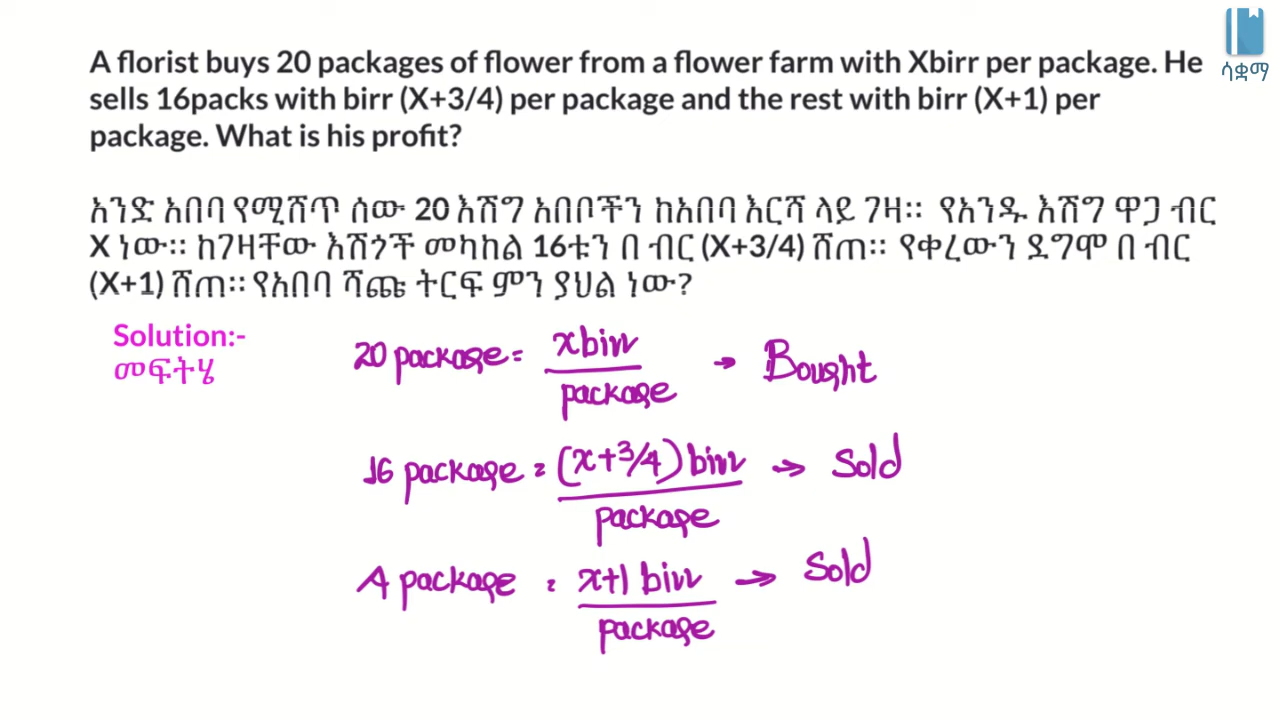 ሳቋማ
A florist buys 20 packages of flower from a flower farm with Xbirr per package. He
sells 16packs with birr (X+3/4) per package and the rest with birr (X+1) per
package. What is his profit?
አንድ አበባ የሚሸጥ ሰው 20 እሽግ አበቦችን ከአበባ እርሻ ላይ ገዛ፡፡ የአንዱ እሽግ ዋጋ ብር
X ነው፡፡ ከገዛቸው እሽጎች መካከል 16ቱን በ ብር (X+3/4) ሸጠ፡፡ የቀረውን ደግሞ በ ብር
(X+1) ሸጠ፡፡ የአበባ ሻጩ ትርፍ ምን ያህል ነው?
Solution:-
መፍትሄ
20 package = x birr → Bought
package
16 package = (x+3/4) birr → Sold
package
4 package = x+1 birr → Sold
package